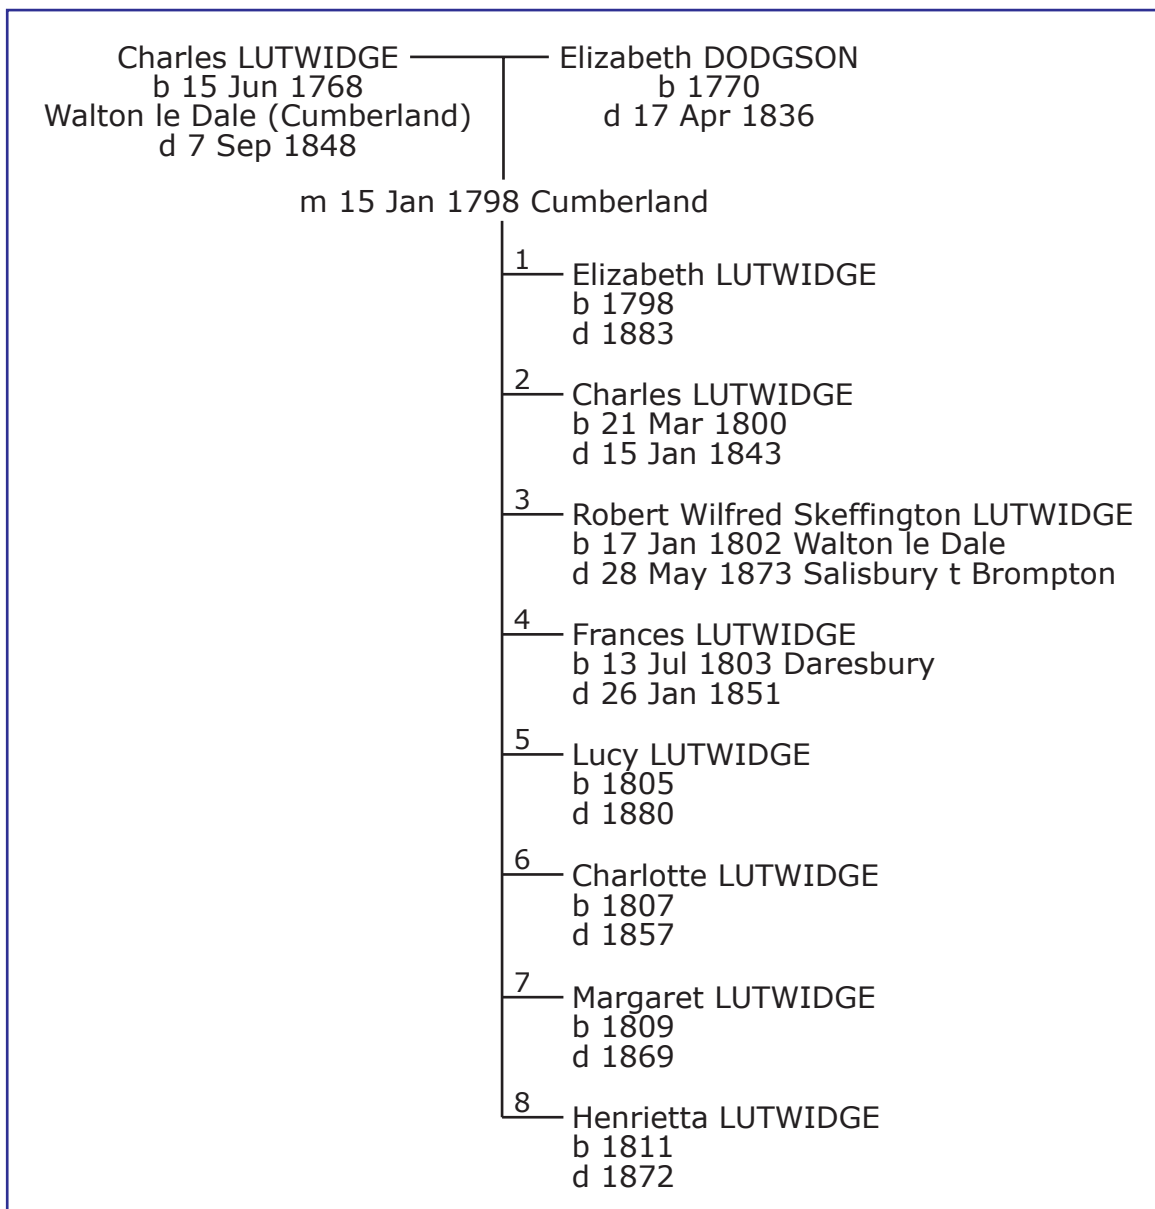 Charles LUTWIDGE
b 15 Jun 1768
Walton le Dale (Cumberland)
d 7 Sep 1848
Elizabeth DODGSON
b 1770
d 17 Apr 1836
m 15 Jan 1798 Cumberland
1
Elizabeth LUTWIDGE
b 1798
d 1883
2
Charles LUTWIDGE
b 21 Mar 1800
d 15 Jan 1843
3
Robert Wilfred Skeffington LUTWIDGE
b 17 Jan 1802 Walton le Dale
d 28 May 1873 Salisbury t Brompton
4
Frances LUTWIDGE
b 13 Jul 1803 Daresbury
d 26 Jan 1851
5
Lucy LUTWIDGE
b 1805
d 1880
6
Charlotte LUTWIDGE
b 1807
d 1857
7
Margaret LUTWIDGE
b 1809
d 1869
8
Henrietta LUTWIDGE
b 1811
d 1872